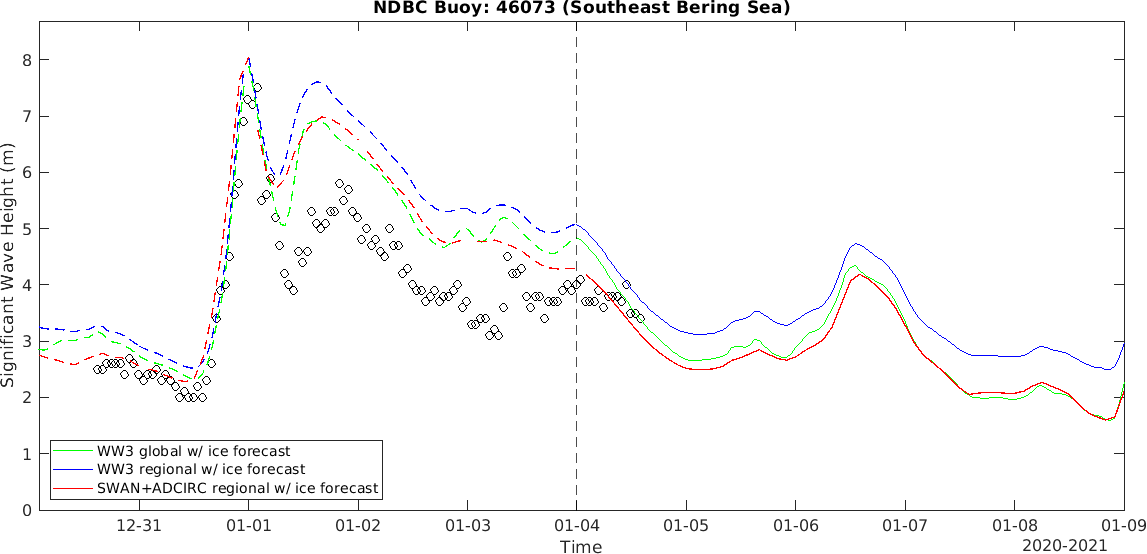 NDBC Buoy: 46073 (Southeast Bering Sea)
Significant Wave Height (m)
8
7
6
5
4
3
2
1
0
WW3 global w/ ice forecast
WW3 regional w/ ice forecast
SWAN+ADCIRC regional w/ ice forecast
12-31 01-01 01-02 01-03 01-04 01-05 01-06 01-07 01-08 01-09
Time
2020-2021